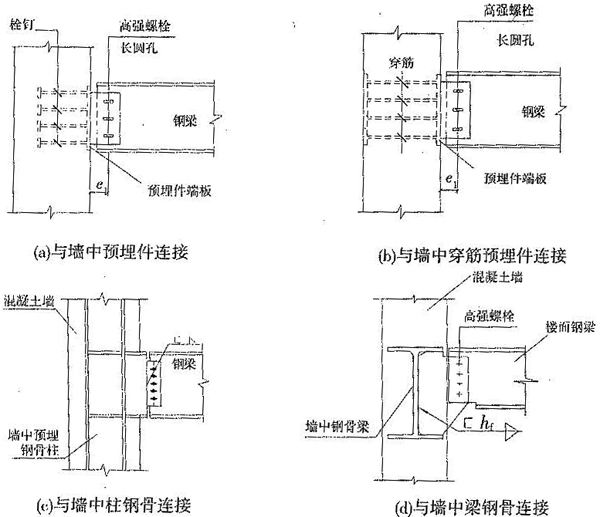 栓钉
高强螺栓
长圆孔
钢梁
预埋件端板
e
(a)与墙中预埋件连接
高强螺栓
长圆孔
穿筋
钢梁
预埋件端板
e
(b)与墙中穿筋预埋件连接
混凝土墙
钢梁
墙中预埋
钢骨柱
(c)与墙中柱钢骨连接
混凝土墙
高强螺栓
楼面钢梁
墙中钢骨梁
hf
(d)与墙中梁钢骨连接